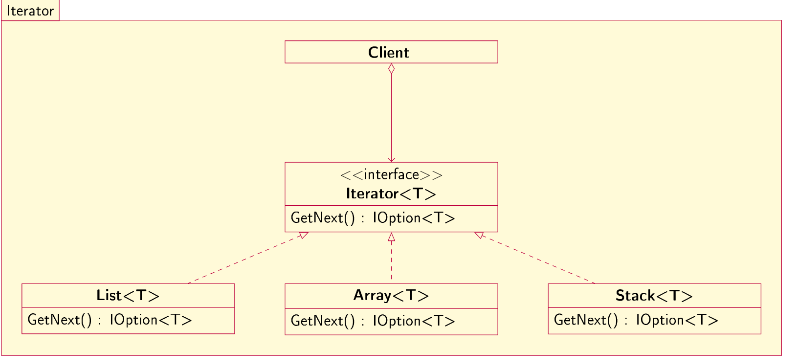 Iterator
Client
<<interface>>
Iterator<T>
GetNext() : IOption<T>
List<T>
GetNext() : IOption<T>
Array<T>
GetNext() : IOption<T>
Stack<T>
GetNext() : IOption<T>